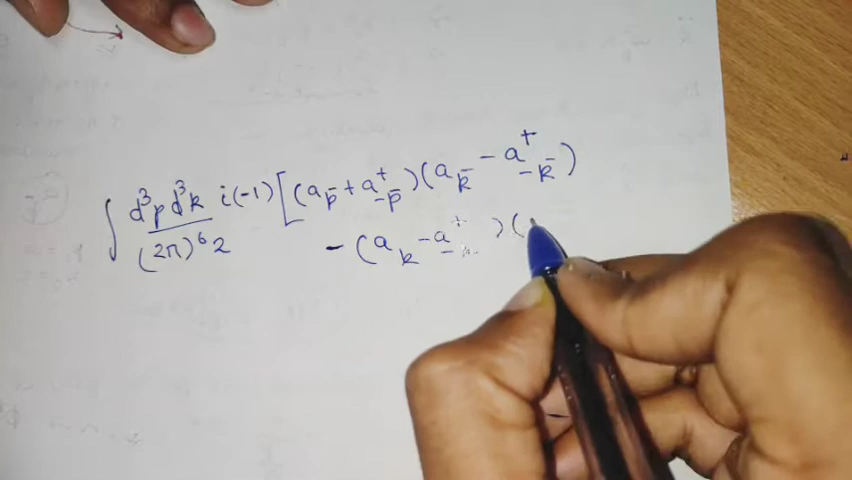 ∫ d³p d³k / (2π)⁶ 2 i(-1) [(a_p̄ + a⁺_-p̄)(a_k̄ - a⁺_-k̄)
- (a_k - a⁺_-k)(